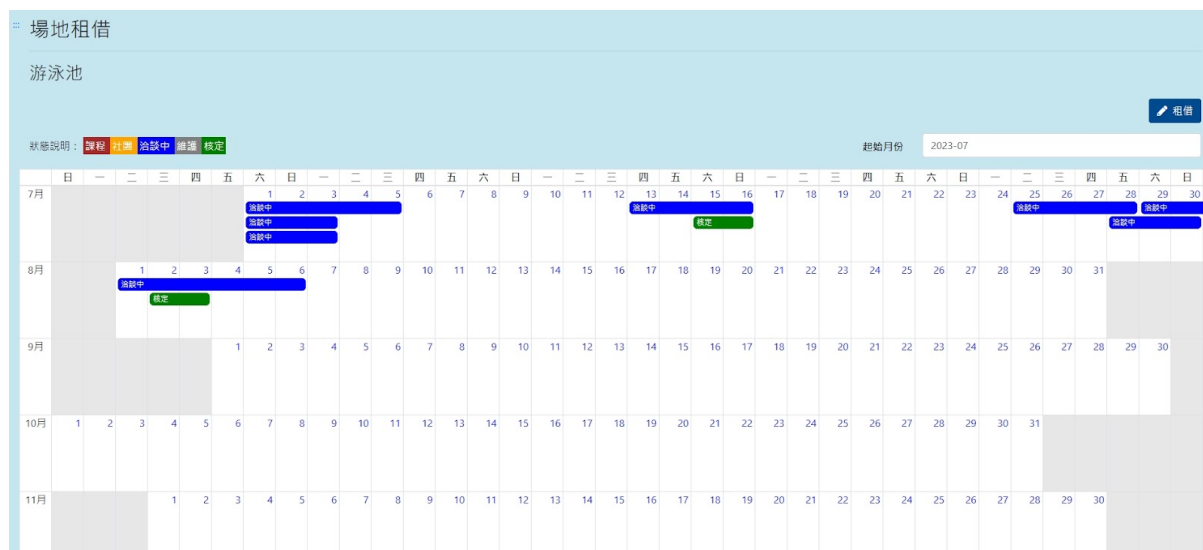 :::
場地租借
游泳池
租借
狀態說明： 課程 社團 洽談中 維護 核定
起始月份 2023-07
日 一 二 三 四 五 六 日 一 二 三 四 五 六 日 一 二 三 四 五 六 日 一 二 三 四 五 六 日 一 二 三 四 五 六 日
7月 1 2 3 4 5 6 7 8 9 10 11 12 13 14 15 16 17 18 19 20 21 22 23 24 25 26 27 28 29 30
洽談中 洽談中 洽談中 洽談中
洽談中 核定 洽談中
洽談中
8月 1 2 3 4 5 6 7 8 9 10 11 12 13 14 15 16 17 18 19 20 21 22 23 24 25 26 27 28 29 30 31
洽談中
核定
9月 1 2 3 4 5 6 7 8 9 10 11 12 13 14 15 16 17 18 19 20 21 22 23 24 25 26 27 28 29 30
10月 1 2 3 4 5 6 7 8 9 10 11 12 13 14 15 16 17 18 19 20 21 22 23 24 25 26 27 28 29 30 31
11月 1 2 3 4 5 6 7 8 9 10 11 12 13 14 15 16 17 18 19 20 21 22 23 24 25 26 27 28 29 30